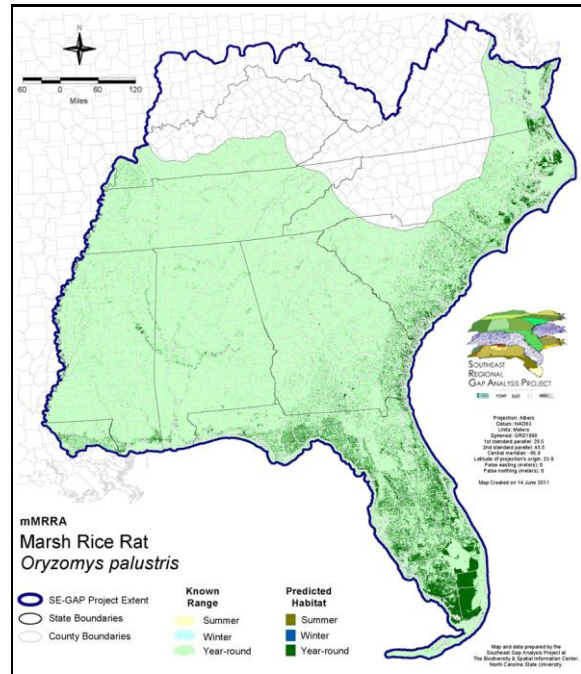 N
60 0 60 120
Miles
SOUTHEAST
REGIONAL
GAP ANALYSIS PROJECT
Projection: Albers
Datum: NAD83
Units: Meters
Spheroid: GRS1980
1st standard parallel: 29.5
2nd standard parallel: 45.5
Central meridian: -96.0
Latitude of projection's origin: 23.0
False easting (meters): 0
False northing (meters): 0
Map Created on 14 June 2011
mMRRA
Marsh Rice Rat
Oryzomys palustris
SE-GAP Project Extent
State Boundaries
County Boundaries
Known
Range
Summer
Winter
Year-round
Predicted
Habitat
Summer
Winter
Year-round
Map and data prepared by the
Southeast Gap Analysis Project at
The Biodiversity & Spatial Information Center,
North Carolina State University.